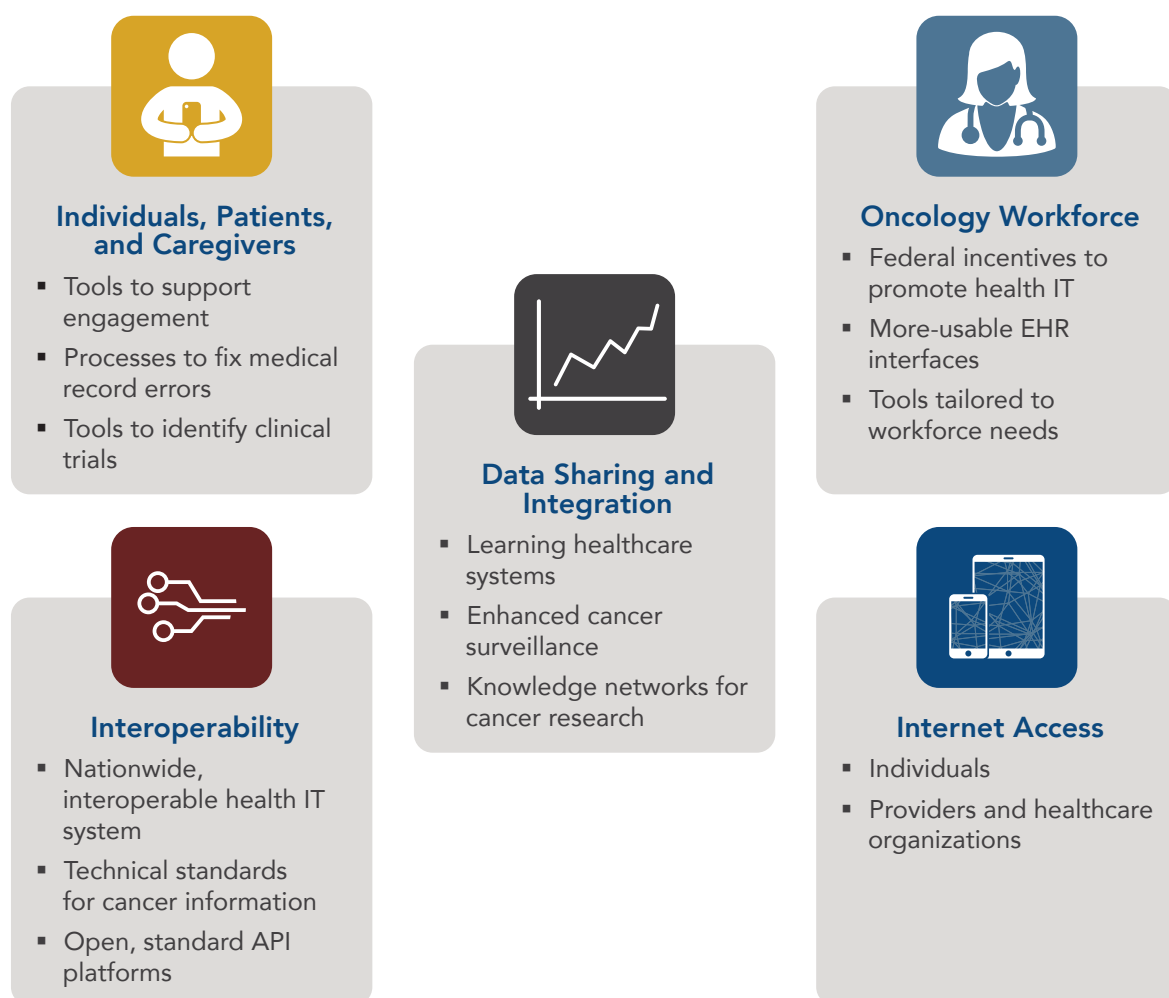 Individuals, Patients,
and Caregivers
▪ Tools to support
engagement
▪ Processes to fix medical
record errors
▪ Tools to identify clinical
trials
Oncology Workforce
▪ Federal incentives to
promote health IT
▪ More-usable EHR
interfaces
▪ Tools tailored to
workforce needs
Data Sharing and
Integration
▪ Learning healthcare
systems
▪ Enhanced cancer
surveillance
▪ Knowledge networks for
cancer research
Interoperability
▪ Nationwide,
interoperable health IT
system
▪ Technical standards
for cancer information
▪ Open, standard API
platforms
Internet Access
▪ Individuals
▪ Providers and healthcare
organizations